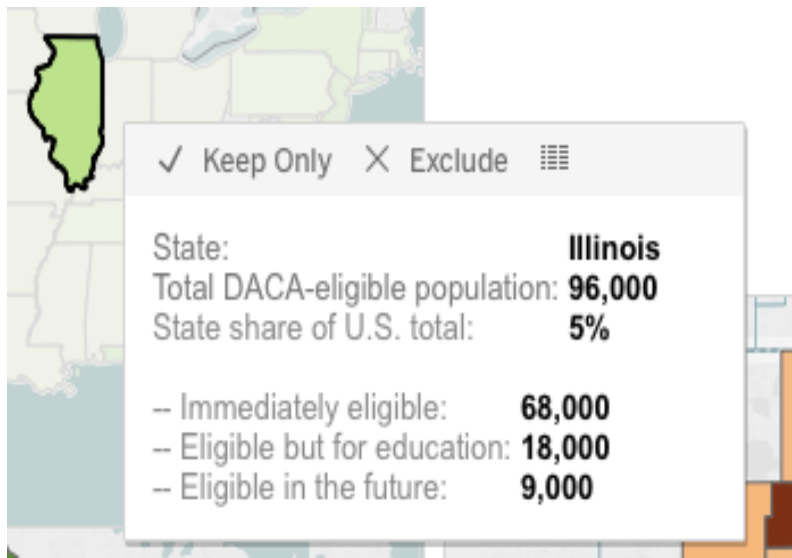 Keep Only Exclude
State: Illinois
Total DACA-eligible population: 96,000
State share of U.S. total: 5%
-- Immediately eligible: 68,000
-- Eligible but for education: 18,000
-- Eligible in the future: 9,000